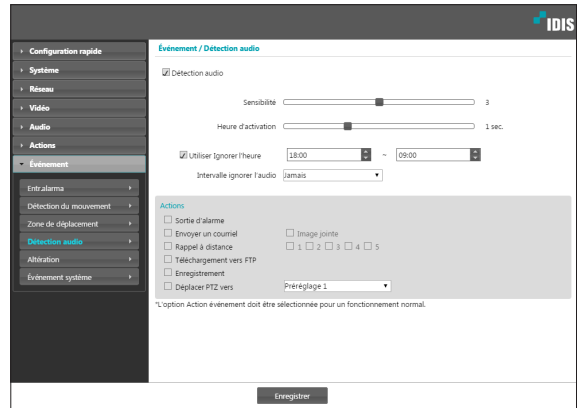 IDIS
Configuration rapide
Système
Réseau
Vidéo
Audio
Actions
Événement
Entr.alarma
Détection du mouvement
Zone de déplacement
Détection audio
Altération
Événement système
Événement / Détection audio
Détection audio
Sensibilité 3
Heure d'activation 1 sec.
Utiliser Ignorer l'heure 18:00 ~ 09:00
Intervalle ignorer l'audio Jamais
Actions
Sortie d'alarme
Envoyer un courriel Image jointe
Rappel à distance 1 2 3 4 5
Téléchargement vers FTP
Enregistrement
Déplacer PTZ vers Préréglage 1
*L'option Action événement doit être sélectionnée pour un fonctionnement normal.
Enregistrer